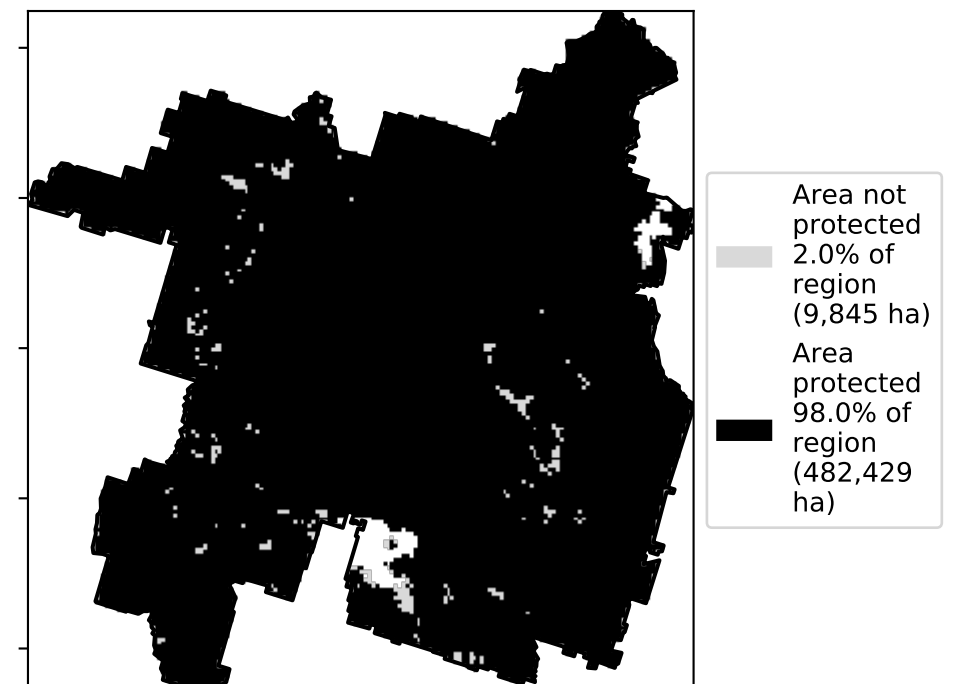 Area not
protected
2.0% of
region
(9,845 ha)
Area
protected
98.0% of
region
(482,429
ha)